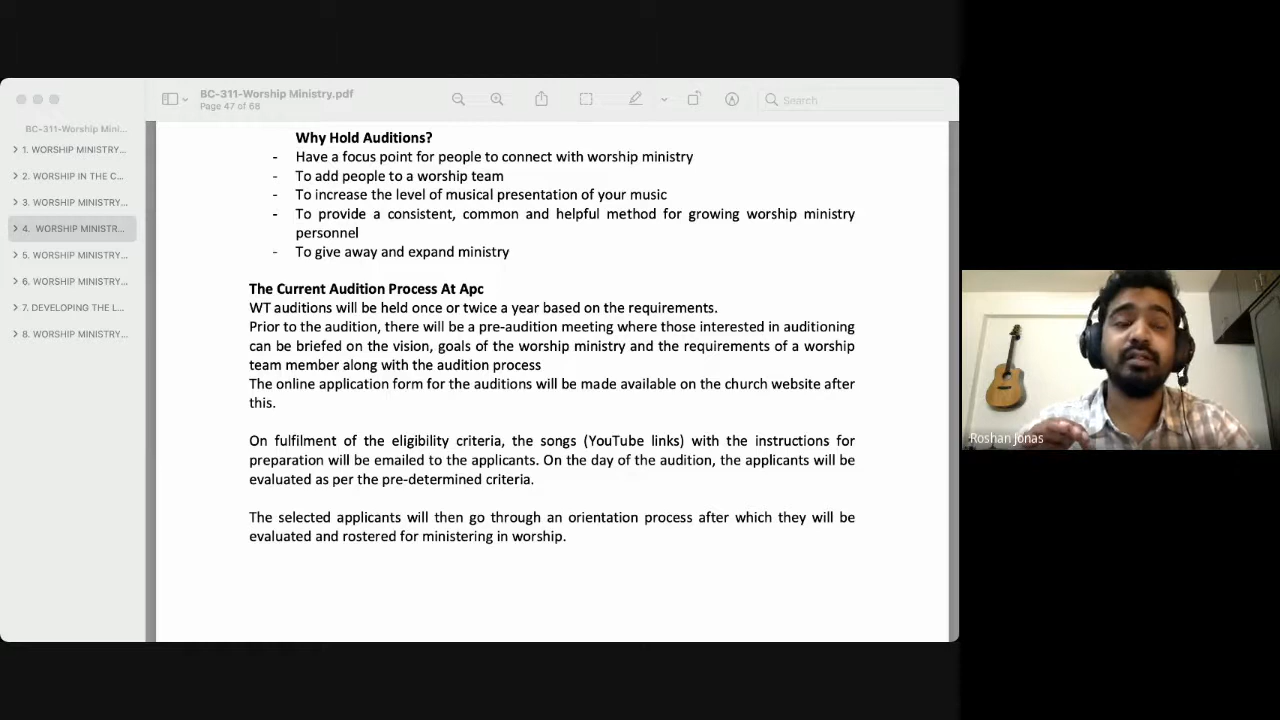 BC-311-Worship Ministry.pdf
Page 47 of 68
Search
BC-311-Worship Mini...
1. WORSHIP MINISTRY...
2. WORSHIP IN THE C...
3. WORSHIP MINISTRY...
4. WORSHIP MINISTR...
5. WORSHIP MINISTRY...
6. WORSHIP MINISTRY...
7. DEVELOPING THE L...
8. WORSHIP MINISTRY...
Why Hold Auditions?
- Have a focus point for people to connect with worship ministry
- To add people to a worship team
- To increase the level of musical presentation of your music
- To provide a consistent, common and helpful method for growing worship ministry
personnel
- To give away and expand ministry
The Current Audition Process At Apc
WT auditions will be held once or twice a year based on the requirements.
Prior to the audition, there will be a pre-audition meeting where those interested in auditioning
can be briefed on the vision, goals of the worship ministry and the requirements of a worship
team member along with the audition process
The online application form for the auditions will be made available on the church website after
this.
On fulfilment of the eligibility criteria, the songs (YouTube links) with the instructions for
preparation will be emailed to the applicants. On the day of the audition, the applicants will be
evaluated as per the pre-determined criteria.
The selected applicants will then go through an orientation process after which they will be
evaluated and rostered for ministering in worship.
Roshan Jonas